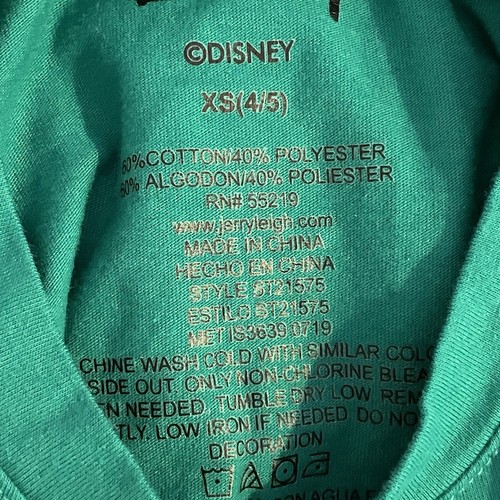 ©DISNEY
XS(4/5)
60%COTTON/40% POLYESTER
60% ALGODON/40% POLIESTER
RN# 55219
www.jerryleigh.com
MADE IN CHINA
HECHO EN CHINA
STYLE ST21575
ESTILO ST21575
MET IS3639 0719
CHINE WASH COLD WITH SIMILAR COLO
SIDE OUT. ONLY NON-CHLORINE BLEA
EN NEEDED. TUMBLE DRY LOW. REM
TLY. LOW IRON IF NEEDED. DO NO
DECORATION